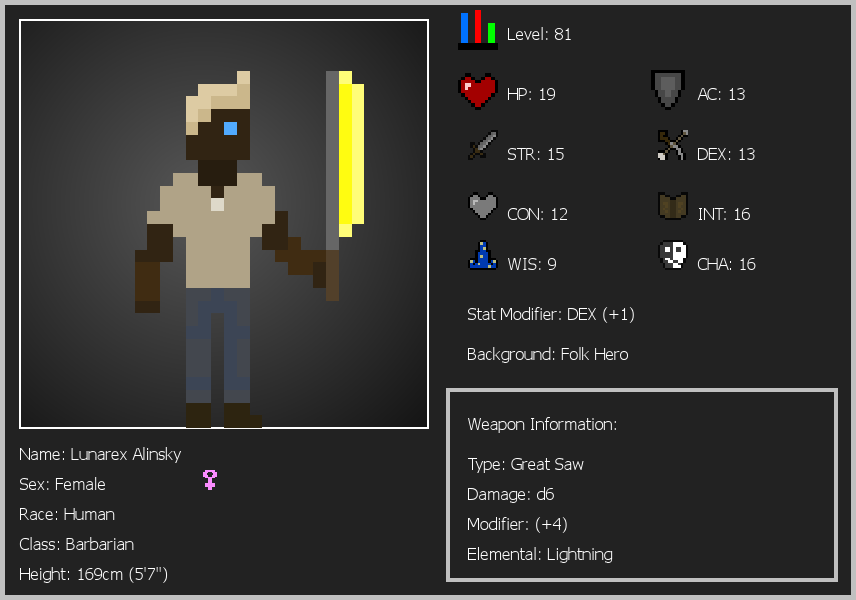 Level: 81
HP: 19
AC: 13
STR: 15
DEX: 13
CON: 12
INT: 16
WIS: 9
CHA: 16
Stat Modifier: DEX (+1)
Background: Folk Hero
Weapon Information:
Type: Great Saw
Damage: d6
Modifier: (+4)
Elemental: Lightning
Name: Lunarex Alinsky
Sex: Female
Race: Human
Class: Barbarian
Height: 169cm (5'7")